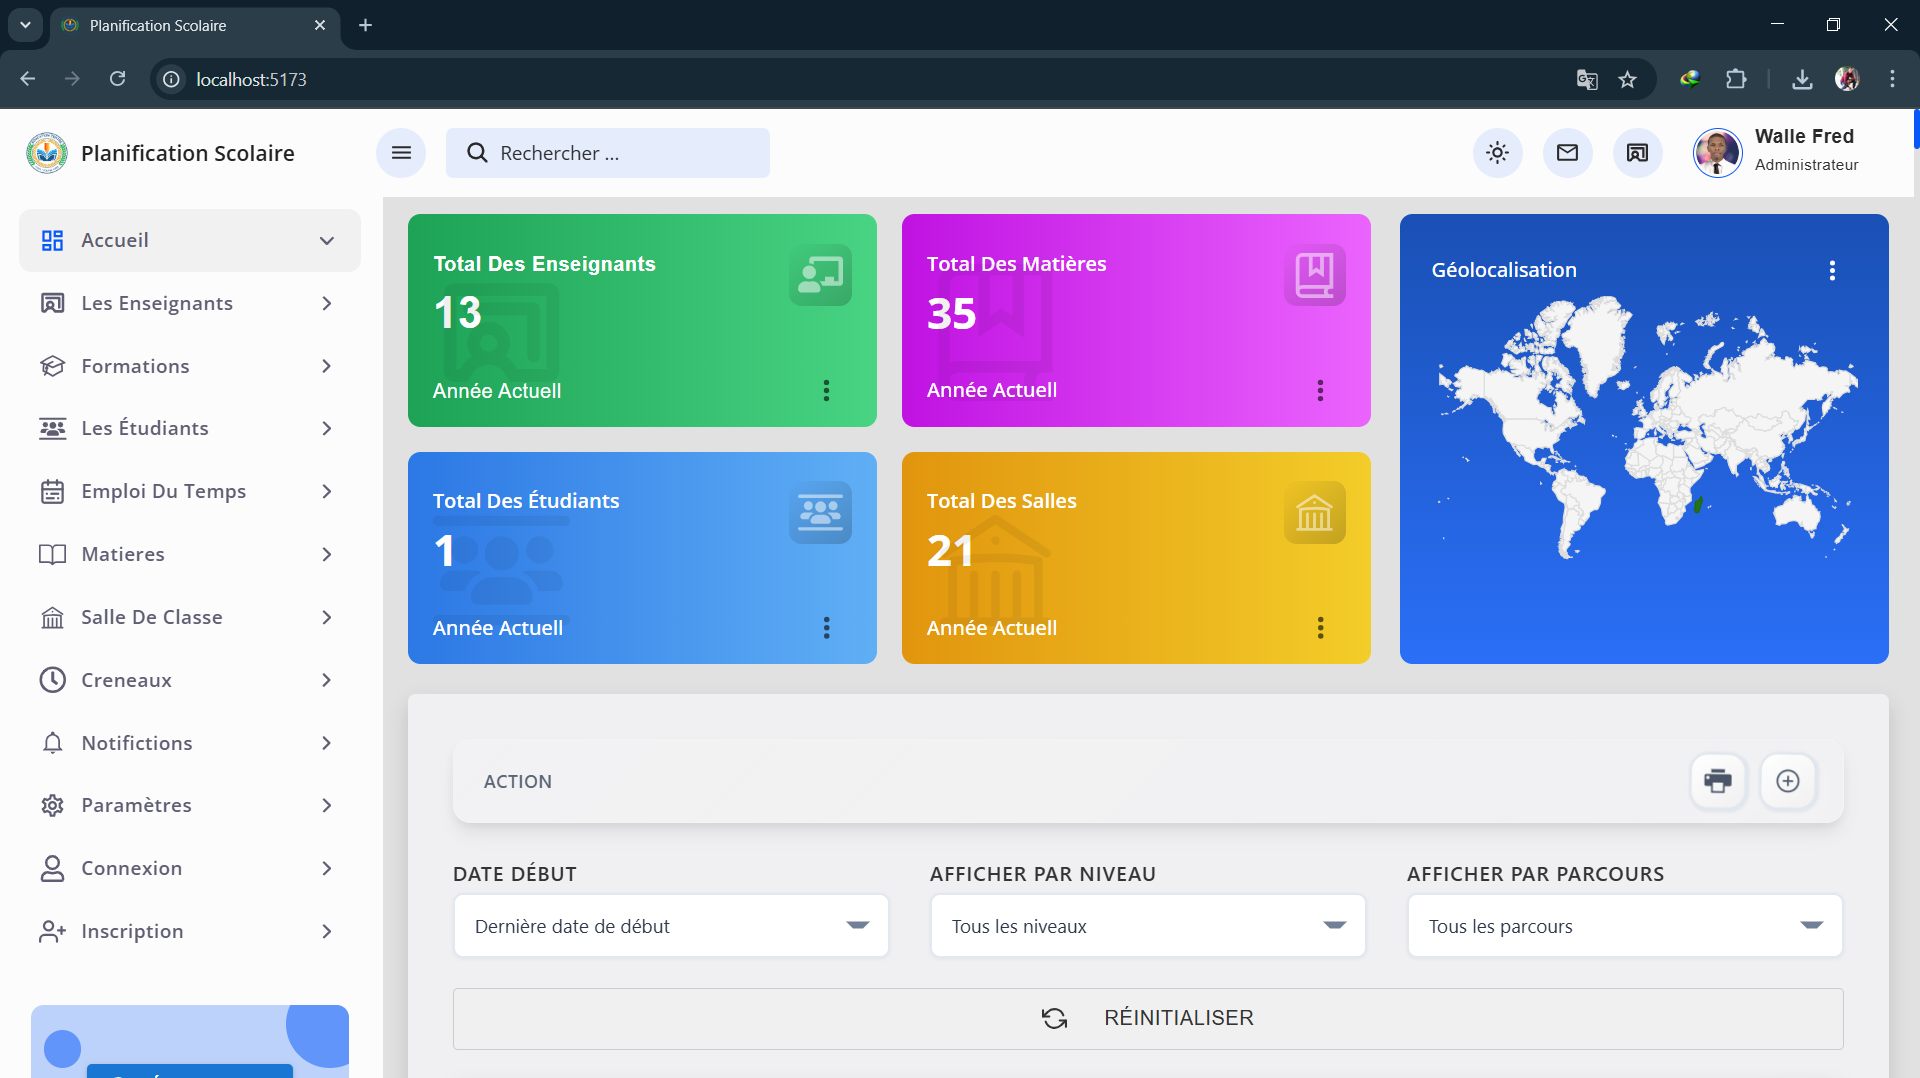 Planification Scolaire
localhost:5173
Planification Scolaire
Rechercher ...
Walle Fred
Administrateur
Accueil
Les Enseignants
Formations
Les Étudiants
Emploi Du Temps
Matieres
Salle De Classe
Creneaux
Notifictions
Paramètres
Connexion
Inscription
Total Des Enseignants
13
Année Actuell
Total Des Matières
35
Année Actuell
Géolocalisation
Total Des Étudiants
1
Année Actuell
Total Des Salles
21
Année Actuell
ACTION
DATE DÉBUT
Dernière date de début
AFFICHER PAR NIVEAU
Tous les niveaux
AFFICHER PAR PARCOURS
Tous les parcours
RÉINITIALISER